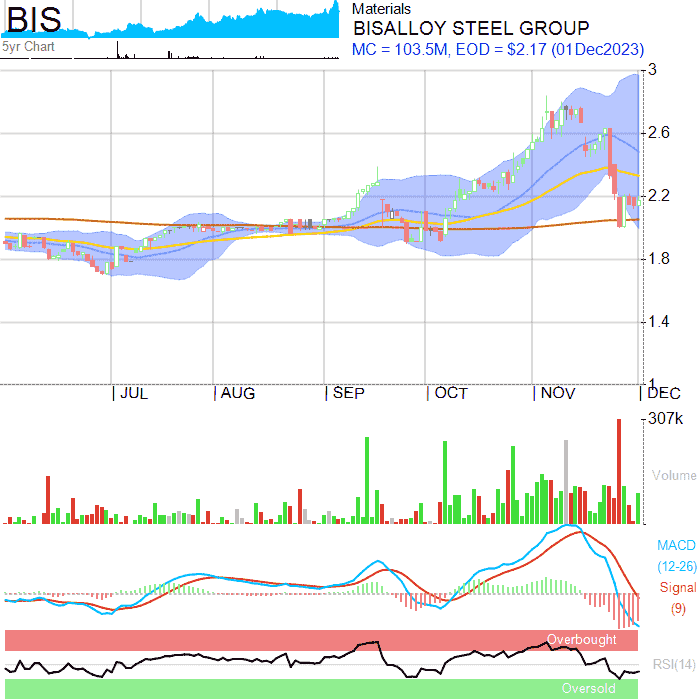 BIS
5yr Chart
Materials
BISALLOY STEEL GROUP
MC = 103.5M, EOD = $2.17 (01Dec2023)
3
2.6
2.2
1.8
1.4
1
JUL AUG SEP OCT NOV DEC
307k
Volume
MACD
(12-26)
Signal
(9)
Overbought
RSI(14)
Oversold